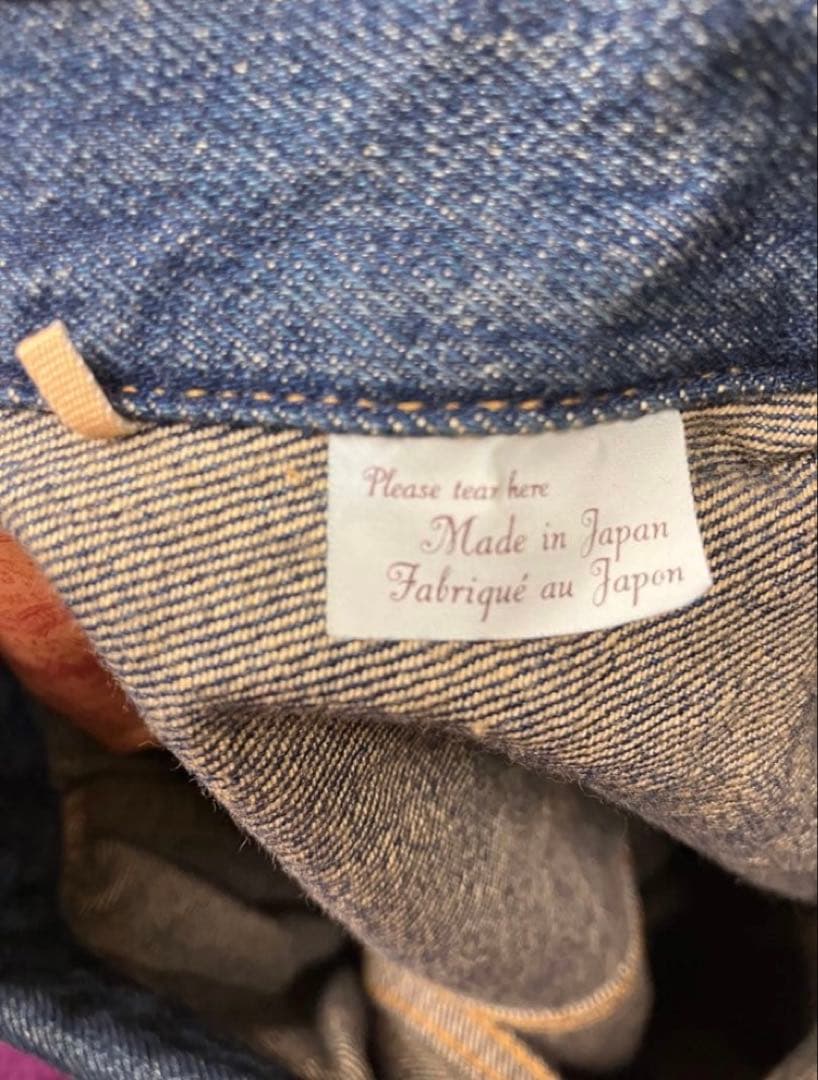 Please tear here
Made in Japan
Fabriqué au Japon